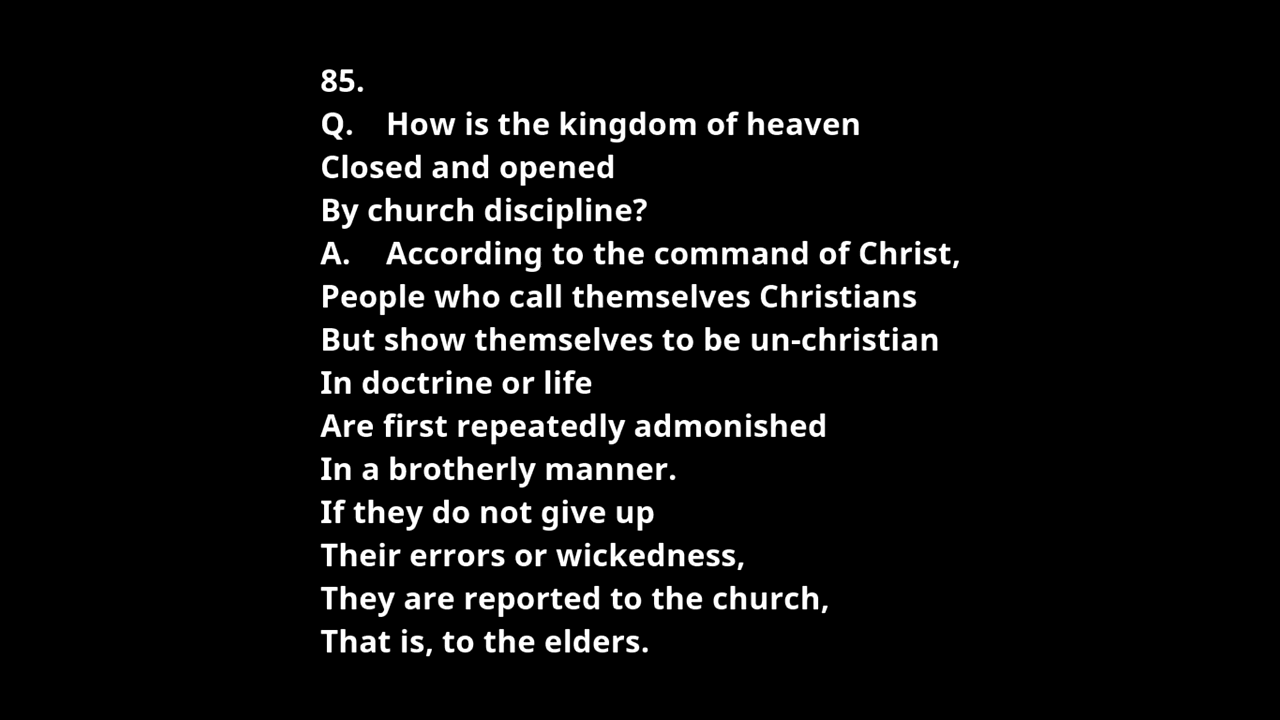 85.
Q. How is the kingdom of heaven
Closed and opened
By church discipline?
A. According to the command of Christ,
People who call themselves Christians
But show themselves to be un-christian
In doctrine or life
Are first repeatedly admonished
In a brotherly manner.
If they do not give up
Their errors or wickedness,
They are reported to the church,
That is, to the elders.